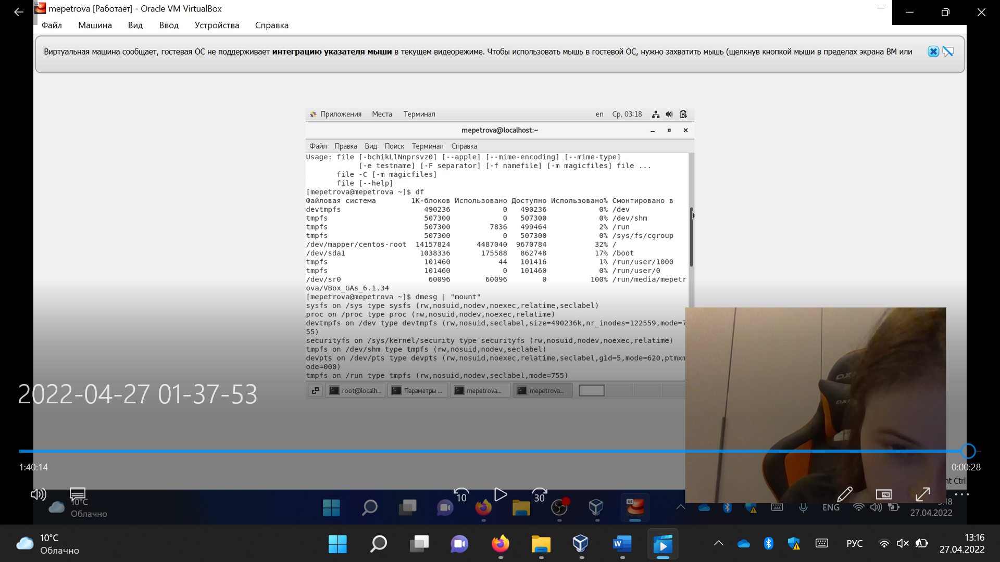 mepetrova [Работает] - Oracle VM VirtualBox
Файл Машина Вид Ввод Устройства Справка
Виртуальная машина сообщает, гостевая ОС не поддерживает интеграцию указателя мыши в текущем видеорежиме. Чтобы использовать мышь в гостевой ОС, нужно захватить мышь (щелкнув кнопкой мыши в пределах экрана ВМ или
Приложения Места Терминал en Ср, 03:18
mepetrova@localhost:~
Файл Правка Вид Поиск Терминал Справка
Usage: file [-bchikLlNnprsvz0] [--apple] [--mime-encoding] [--mime-type]
[-e testname] [-F separator] [-f namefile] [-m magicfiles] file ...
file -C [-m magicfiles]
file [--help]
[mepetrova@mepetrova ~]$ df
Файловая система 1K-блоков Использовано Доступно Использовано% Cмонтировано в
devtmpfs 490236 0 490236 0% /dev
tmpfs 507300 0 507300 0% /dev/shm
tmpfs 507300 7836 499464 2% /run
tmpfs 507300 0 507300 0% /sys/fs/cgroup
/dev/mapper/centos-root 14157824 4487040 9670784 32% /
/dev/sda1 1038336 175588 862748 17% /boot
tmpfs 101460 44 101416 1% /run/user/1000
tmpfs 101460 0 101460 0% /run/user/0
/dev/sr0 60096 60096 0 100% /run/media/mepetr
ova/VBox_GAs_6.1.34
[mepetrova@mepetrova ~]$ dmesg | "mount"
sysfs on /sys type sysfs (rw,nosuid,nodev,noexec,relatime,seclabel)
proc on /proc type proc (rw,nosuid,nodev,noexec,relatime)
devtmpfs on /dev type devtmpfs (rw,nosuid,seclabel,size=490236k,nr_inodes=122559,mode=7
55)
securityfs on /sys/kernel/security type securityfs (rw,nosuid,nodev,noexec,relatime)
tmpfs on /dev/shm type tmpfs (rw,nosuid,nodev,seclabel)
devpts on /dev/pts type devpts (rw,nosuid,noexec,relatime,seclabel,gid=5,mode=620,ptmxm
ode=000)
tmpfs on /run type tmpfs (rw,nosuid,nodev,seclabel,mode=755)
root@localh... Параметры ... mepetrova... mepetrova...
2022-04-27 01-37-53
1:40:14 0:00:28
Ctrl
10 30
10°C
Облачно
64
ENG
27.04.2022
10°C
Облачно
РУС
13:16
27.04.2022